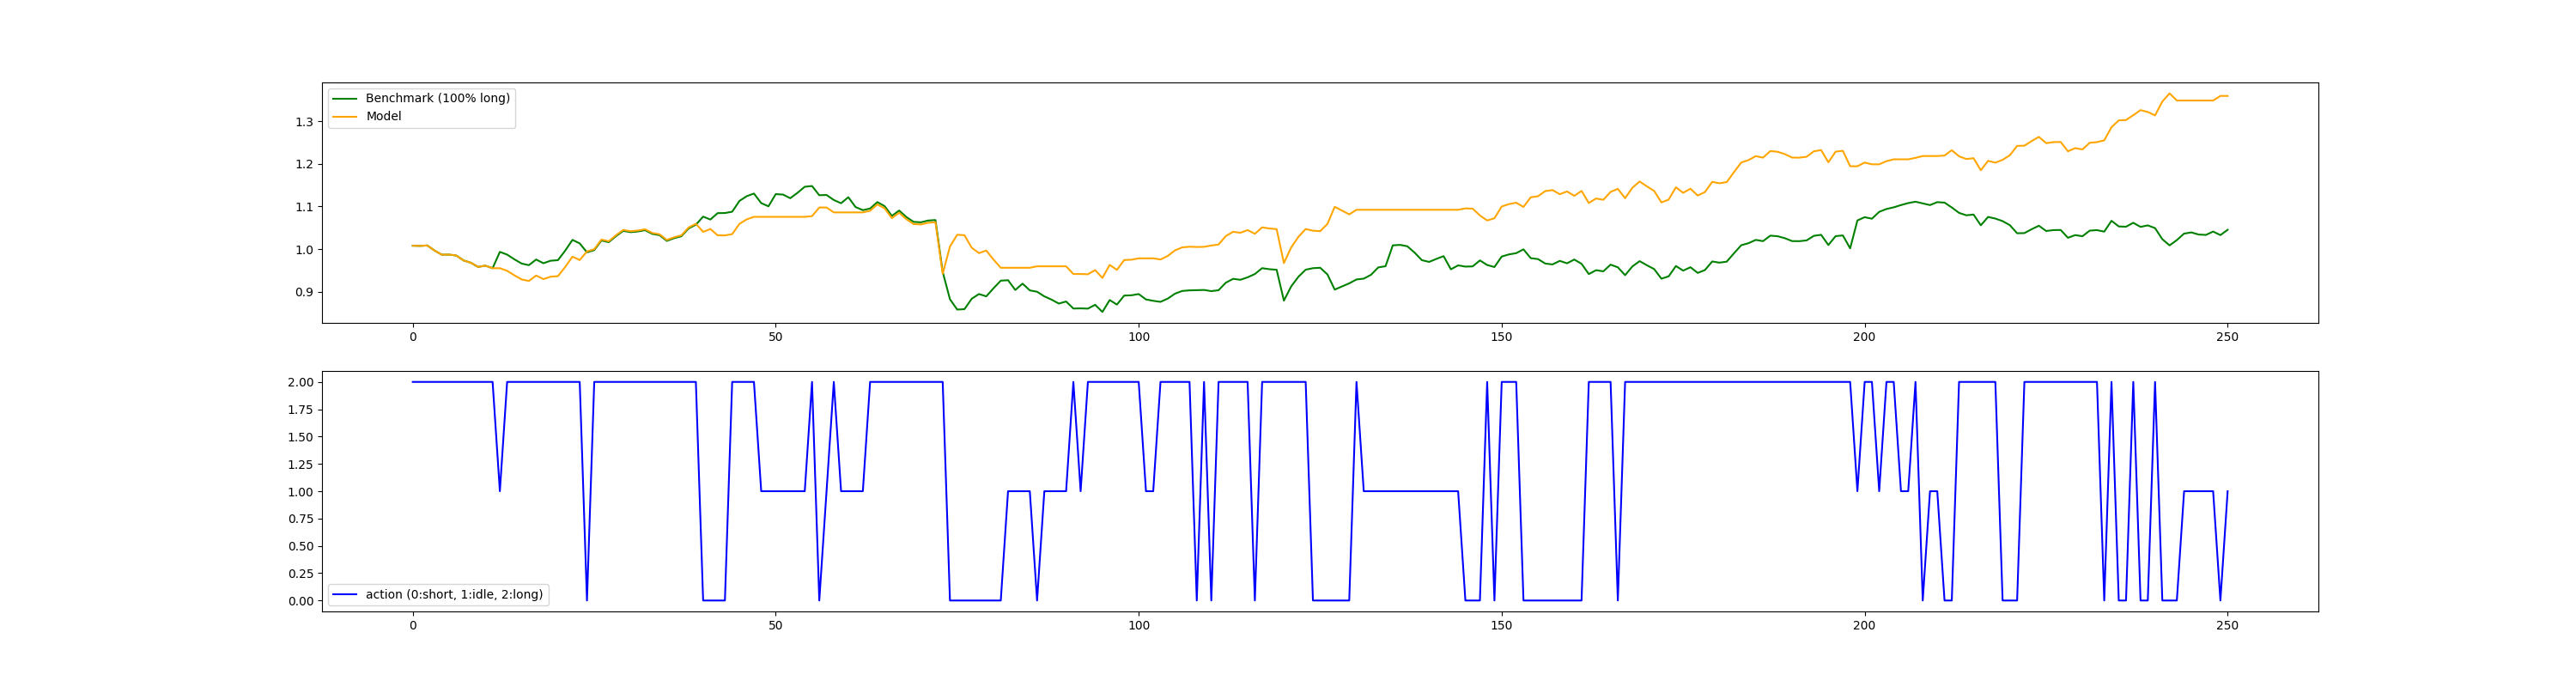 Benchmark (100% long)
Model
1.3
1.2
1.1
1.0
0.9
0 50 100 150 200 250
2.00
1.75
1.50
1.25
1.00
0.75
0.50
0.25
0.00
action (0:short, 1:idle, 2:long)
0 50 100 150 200 250